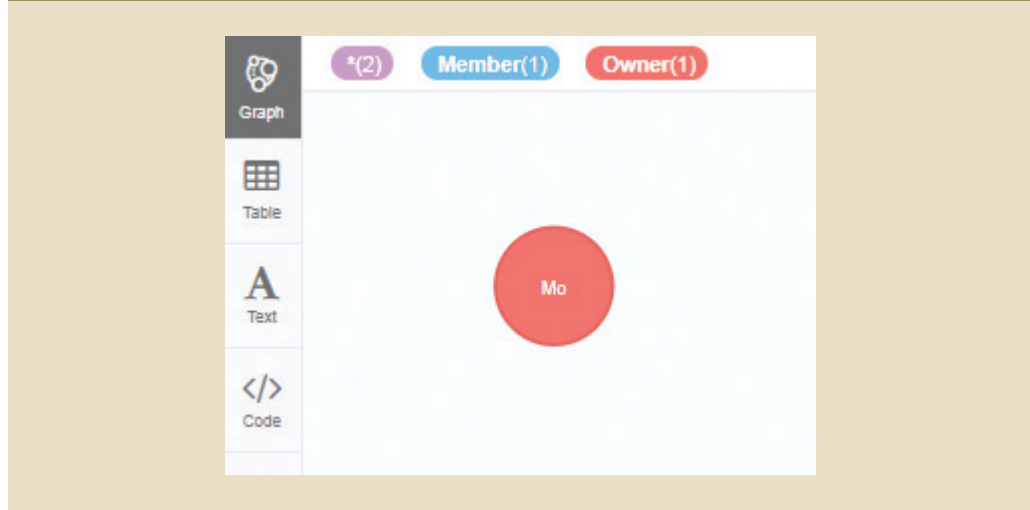 *(2) Member(1) Owner(1)
Graph
Table
Mo
A
Text
</>
Code